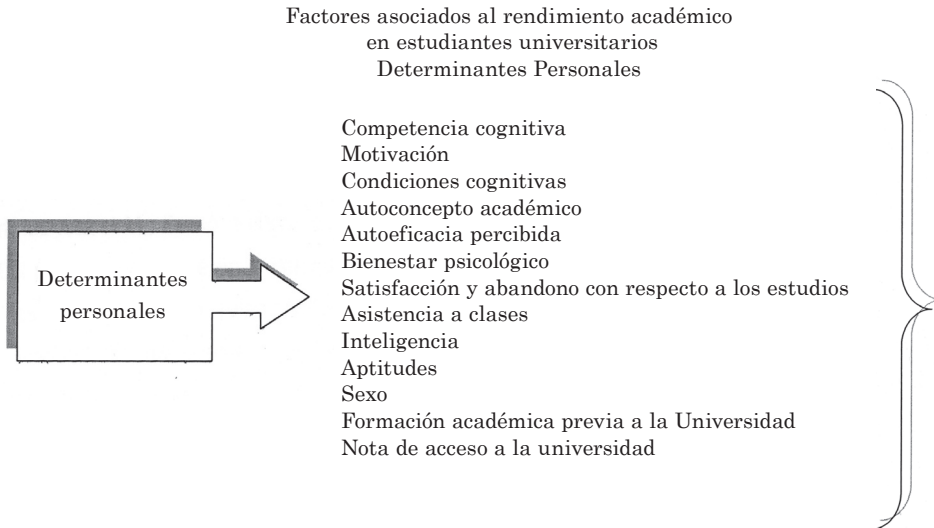 Factores asociados al rendimiento académico
en estudiantes universitarios
Determinantes Personales
Competencia cognitiva
Motivación
Condiciones cognitivas
Autoconcepto académico
Autoeficacia percibida
Bienestar psicológico
Satisfacción y abandono con respecto a los estudios
Asistencia a clases
Inteligencia
Aptitudes
Sexo
Formación académica previa a la Universidad
Nota de acceso a la universidad
Determinantes
personales